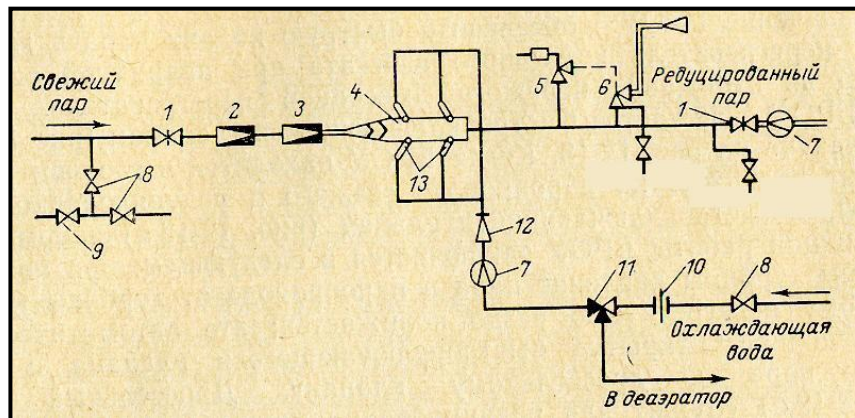 Свежий
пар
1
2
3
4
13
5
6
Редуцированный
пар
1
7
8
9
12
7
11
10
8
Охлаждающая
вода
В деаэратор